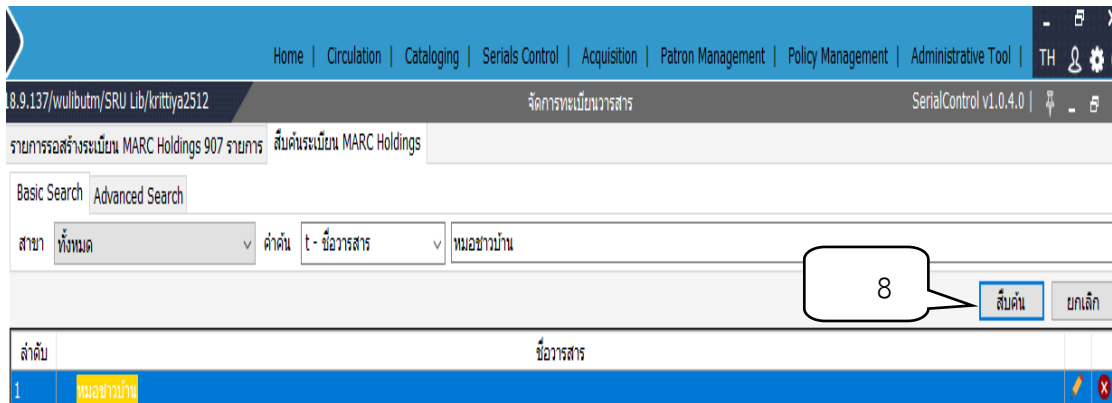 Home | Circulation | Cataloging | Serials Control | Acquisition | Patron Management | Policy Management | Administrative Tool | TH
18.9.137/wulibutm/SRU Lib/krittiya2512 จัดการทะเบียนวารสาร SerialControl v1.0.4.0 |
รายการรอสร้างระเบียน MARC Holdings 907 รายการ สืบค้นระเบียน MARC Holdings
Basic Search Advanced Search
สาขา ทั้งหมด คำค้น t - ชื่อวารสาร หมอชาวบ้าน
8 สืบค้น ยกเลิก
ลำดับ ชื่อวารสาร
1 หมอชาวบ้าน